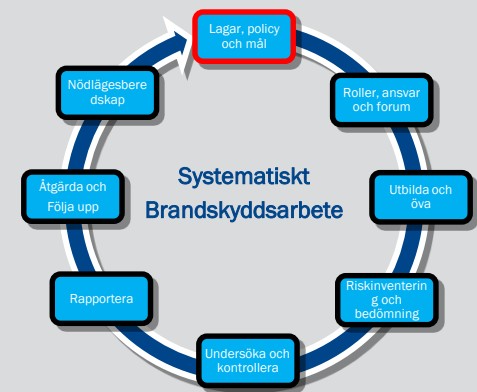 Lagar, policy
och mål
Roller, ansvar
och forum
Utbilda och
öva
Riskinventerin
g och
bedömning
Undersöka och
kontrollera
Rapportera
Åtgärda och
Följa upp
Nödlägesbere
dskap
Systematiskt
Brandskyddsarbete